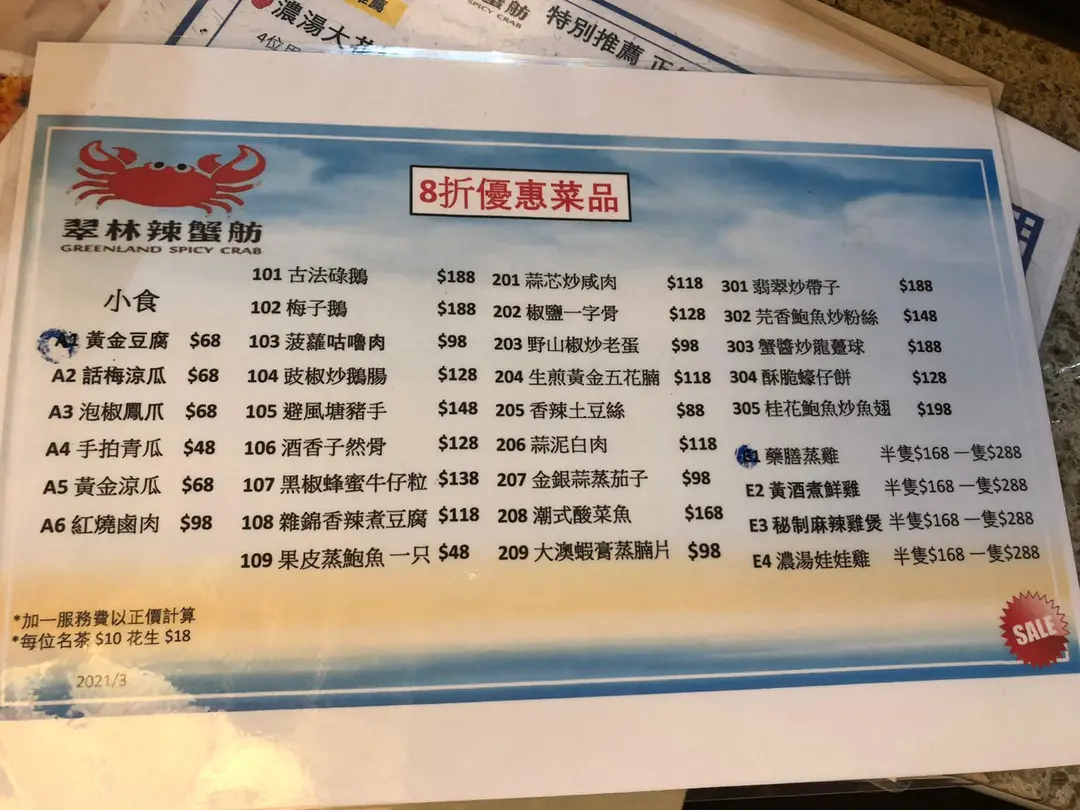 推薦
濃湯大
4位用
SPICY CRAB
特別推薦
翠林辣蟹舫
GREENLAND SPICY CRAB
8折優惠菜品
小食
A1 黃金豆腐 $68
A2 話梅涼瓜 $68
A3 泡椒鳳爪 $68
A4 手拍青瓜 $48
A5 黃金涼瓜 $68
A6 紅燒鹵肉 $98
101 古法碌鵝 $188
102 梅子鵝 $188
103 菠蘿咕嚕肉 $98
104 豉椒炒鵝腸 $128
105 避風塘豬手 $148
106 酒香子然骨 $128
107 黑椒蜂蜜牛仔粒 $138
108 雜錦香辣煮豆腐 $118
109 果皮蒸鮑魚 一只 $48
201 蒜芯炒咸肉 $118
202 椒鹽一字骨 $128
203 野山椒炒老蛋 $98
204 生煎黃金五花腩 $118
205 香辣土豆絲 $88
206 蒜泥白肉 $118
207 金銀蒜蒸茄子 $98
208 潮式酸菜魚 $168
209 大澳蝦膏蒸腩片 $98
301 翡翠炒帶子 $188
302 芫香鮑魚炒粉絲 $148
303 蟹醬炒龍躉球 $188
304 酥脆蠔仔餅 $128
305 桂花鮑魚炒魚翅 $198
E1 藥膳蒸雞 半隻$168 一隻$288
E2 黃酒煮鮮雞 半隻$168 一隻$288
E3 秘制麻辣雞煲 半隻$168 一隻$288
E4 濃湯娃娃雞 半隻$168 一隻$288
*加一服務費以正價計算
*每位名茶 $10 花生 $18
2021/3
SALE